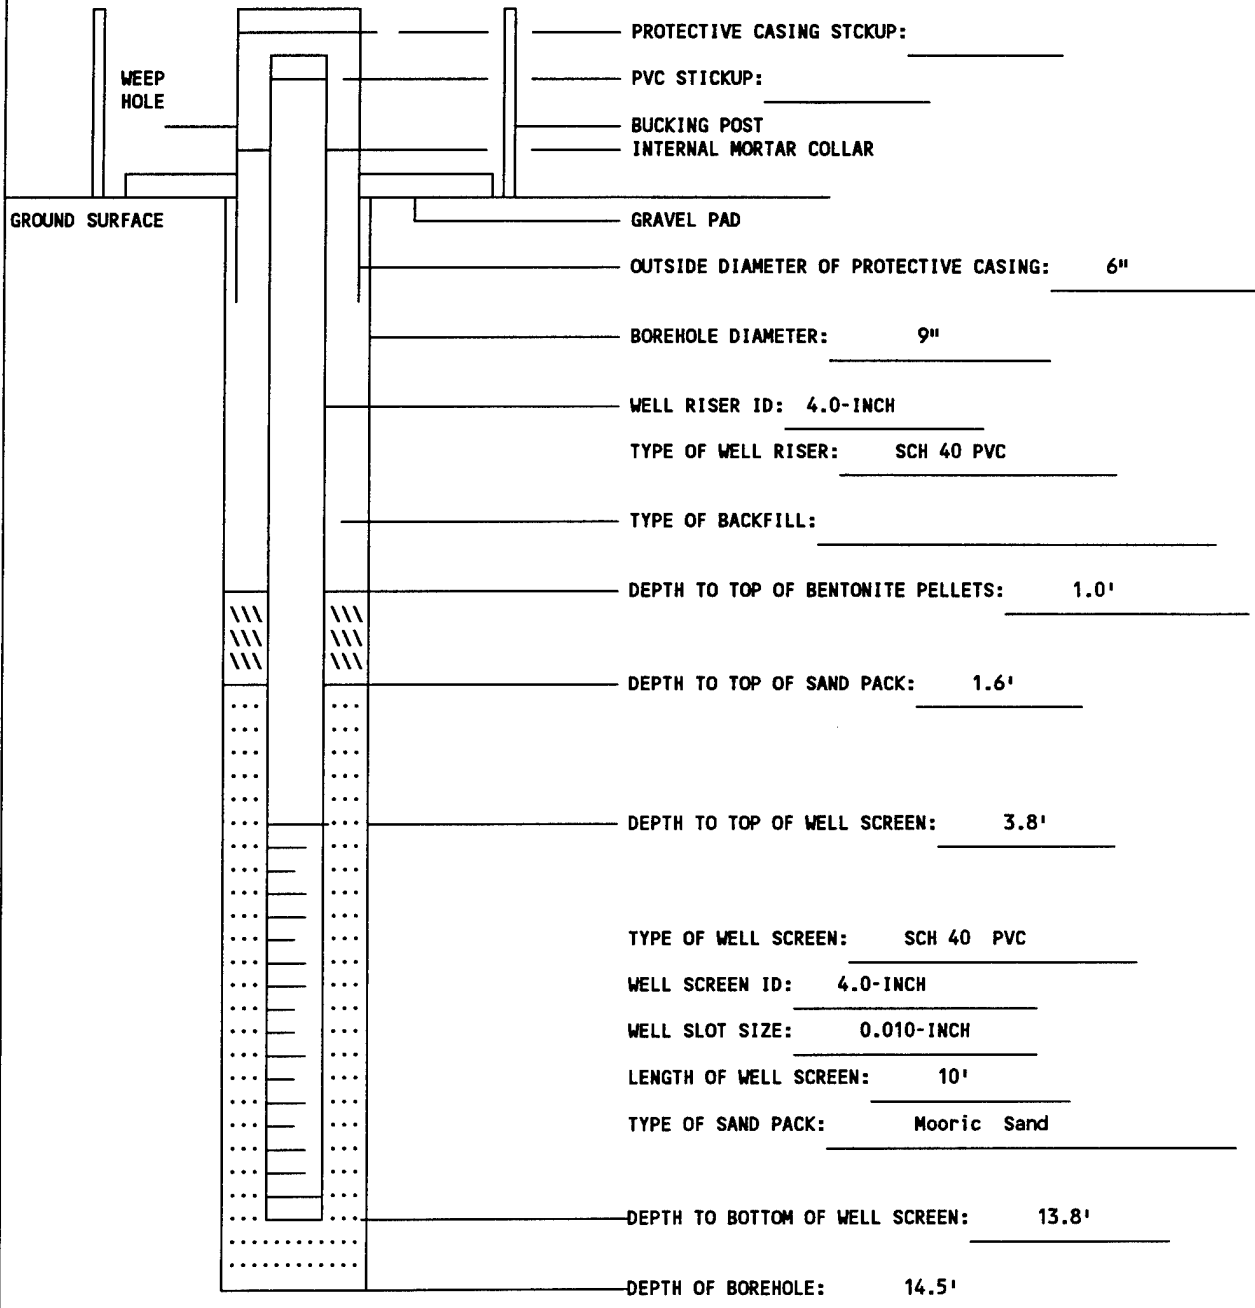 PROTECTIVE CASING STCKUP:
WEEP
HOLE
PVC STICKUP:
BUCKING POST
INTERNAL MORTAR COLLAR
GROUND SURFACE
GRAVEL PAD
OUTSIDE DIAMETER OF PROTECTIVE CASING: 6"
BOREHOLE DIAMETER: 9"
WELL RISER ID: 4.0-INCH
TYPE OF WELL RISER: SCH 40 PVC
TYPE OF BACKFILL:
DEPTH TO TOP OF BENTONITE PELLETS: 1.0'
DEPTH TO TOP OF SAND PACK: 1.6'
DEPTH TO TOP OF WELL SCREEN: 3.8'
TYPE OF WELL SCREEN: SCH 40 PVC
WELL SCREEN ID: 4.0-INCH
WELL SLOT SIZE: 0.010-INCH
LENGTH OF WELL SCREEN: 10'
TYPE OF SAND PACK: Mooric Sand
DEPTH TO BOTTOM OF WELL SCREEN: 13.8'
DEPTH OF BOREHOLE: 14.5'